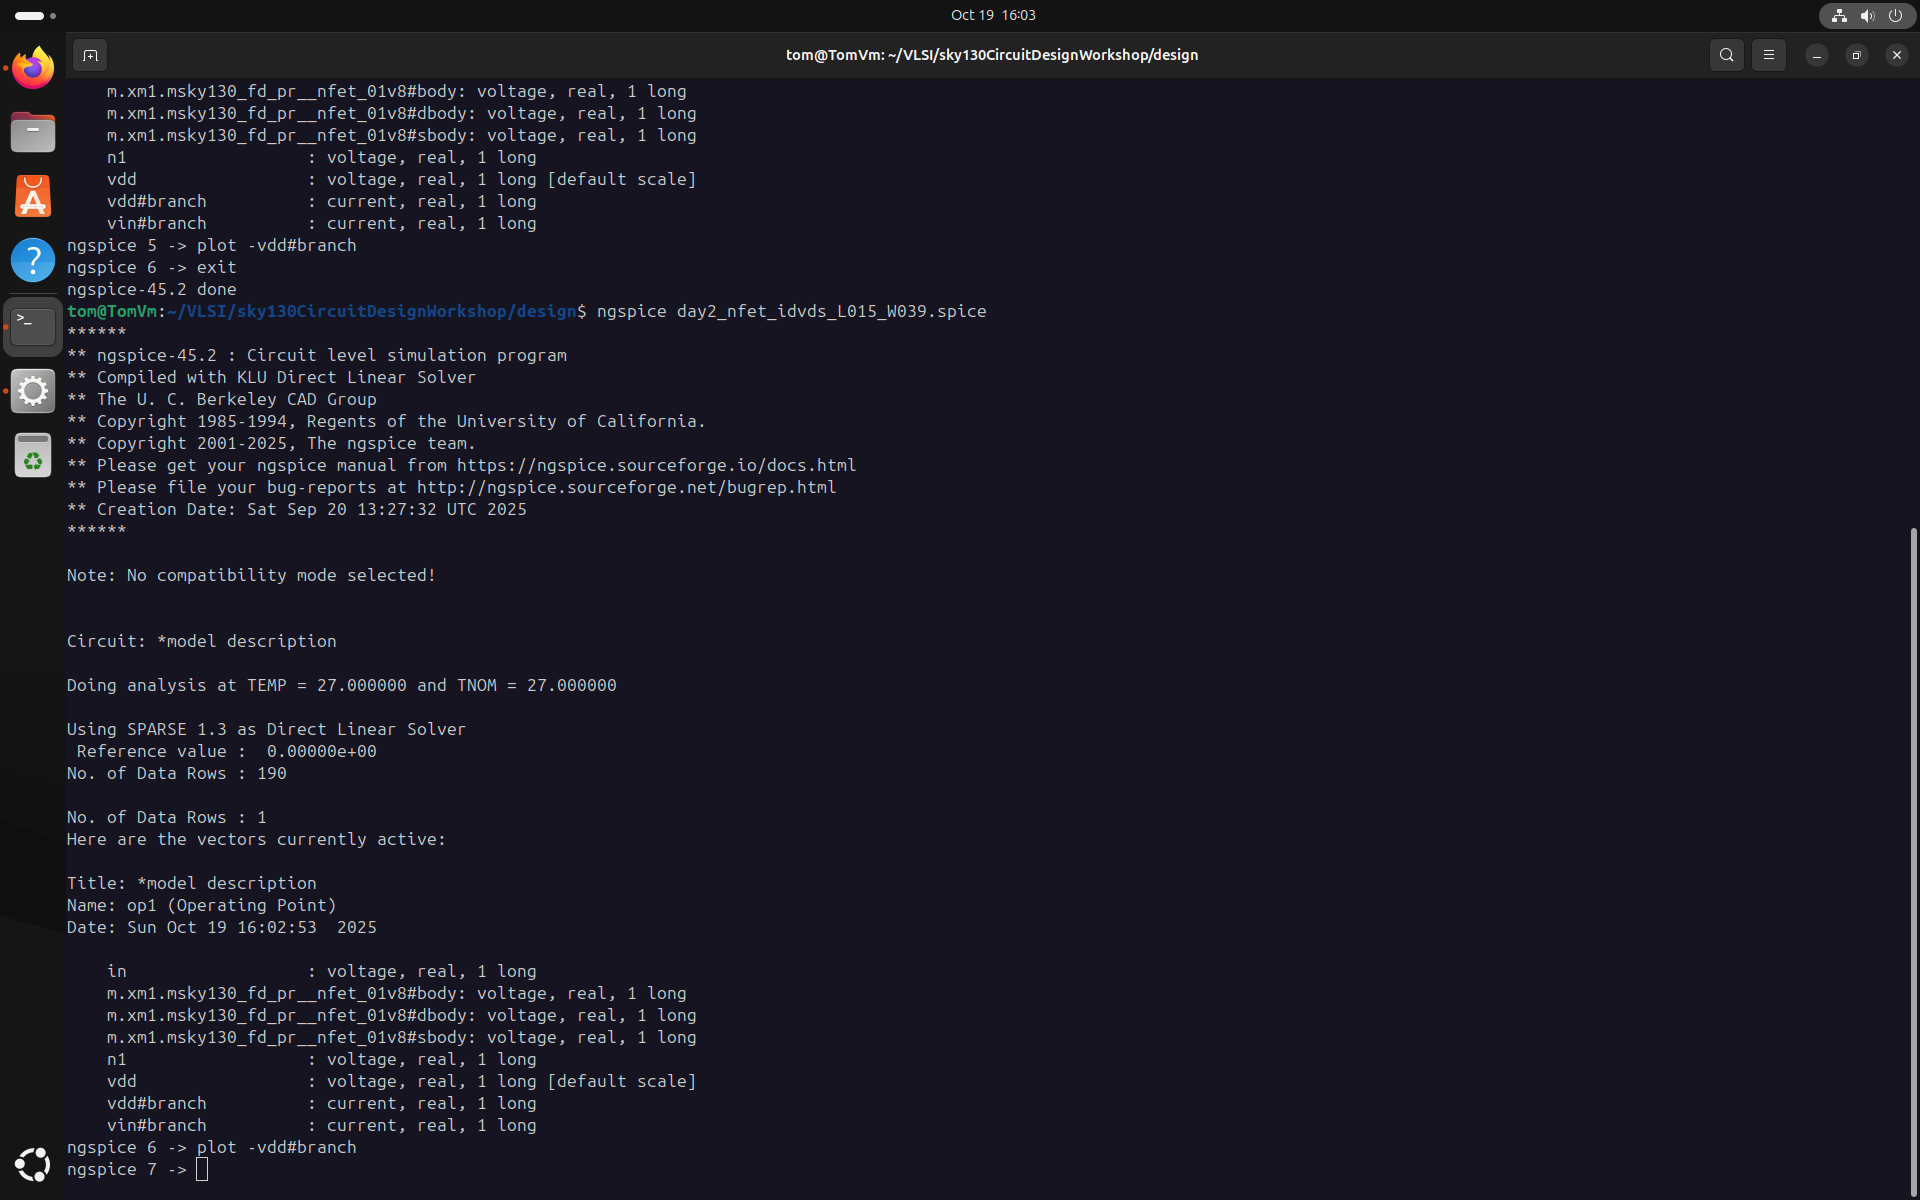 Oct 19 16:03
tom@TomVm: ~/VLSI/sky130CircuitDesignWorkshop/design
m.xm1.msky130_fd_pr__nfet_01v8#body: voltage, real, 1 long
m.xm1.msky130_fd_pr__nfet_01v8#dbody: voltage, real, 1 long
m.xm1.msky130_fd_pr__nfet_01v8#sbody: voltage, real, 1 long
n1 : voltage, real, 1 long
vdd : voltage, real, 1 long [default scale]
vdd#branch : current, real, 1 long
vin#branch : current, real, 1 long
ngspice 5 -> plot -vdd#branch
ngspice 6 -> exit
ngspice-45.2 done
tom@TomVm:~/VLSI/sky130CircuitDesignWorkshop/design$ ngspice day2_nfet_idvds_L015_W039.spice
******
** ngspice-45.2 : Circuit level simulation program
** Compiled with KLU Direct Linear Solver
** The U. C. Berkeley CAD Group
** Copyright 1985-1994, Regents of the University of California.
** Copyright 2001-2025, The ngspice team.
** Please get your ngspice manual from https://ngspice.sourceforge.io/docs.html
** Please file your bug-reports at http://ngspice.sourceforge.net/bugrep.html
** Creation Date: Sat Sep 20 13:27:32 UTC 2025
******
Note: No compatibility mode selected!
Circuit: *model description
Doing analysis at TEMP = 27.000000 and TNOM = 27.000000
Using SPARSE 1.3 as Direct Linear Solver
Reference value : 0.00000e+00
No. of Data Rows : 190
No. of Data Rows : 1
Here are the vectors currently active:
Title: *model description
Name: op1 (Operating Point)
Date: Sun Oct 19 16:02:53 2025
in : voltage, real, 1 long
m.xm1.msky130_fd_pr__nfet_01v8#body: voltage, real, 1 long
m.xm1.msky130_fd_pr__nfet_01v8#dbody: voltage, real, 1 long
m.xm1.msky130_fd_pr__nfet_01v8#sbody: voltage, real, 1 long
n1 : voltage, real, 1 long
vdd : voltage, real, 1 long [default scale]
vdd#branch : current, real, 1 long
vin#branch : current, real, 1 long
ngspice 6 -> plot -vdd#branch
ngspice 7 ->